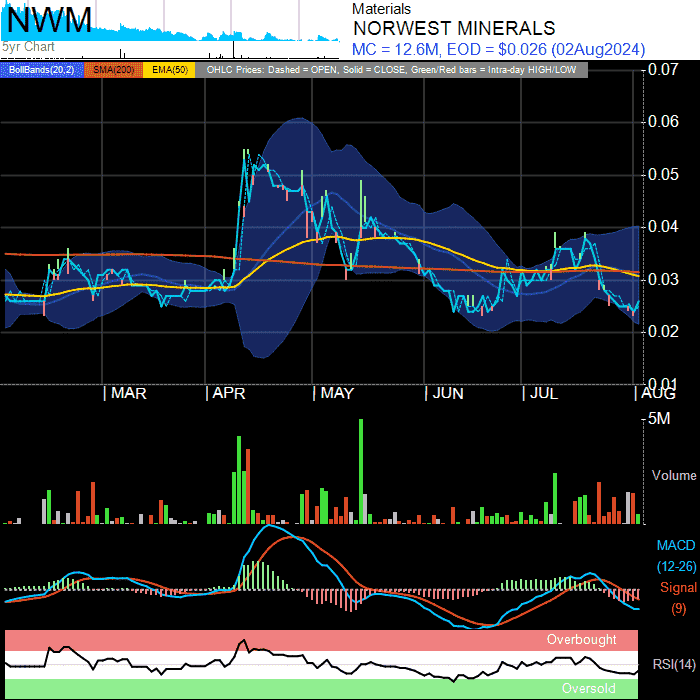 NWM
5yr Chart
Materials
NORWEST MINERALS
MC = 12.6M, EOD = $0.026 (02Aug2024)
BollBands(20,2) SMA(200) EMA(50) OHLC Prices: Dashed = OPEN, Solid = CLOSE, Green/Red bars = Intra-day HIGH/LOW
0.07
0.06
0.05
0.04
0.03
0.02
0.01
MAR APR MAY JUN JUL AUG
5M
Volume
MACD
(12-26)
Signal
(9)
Overbought
RSI(14)
Oversold